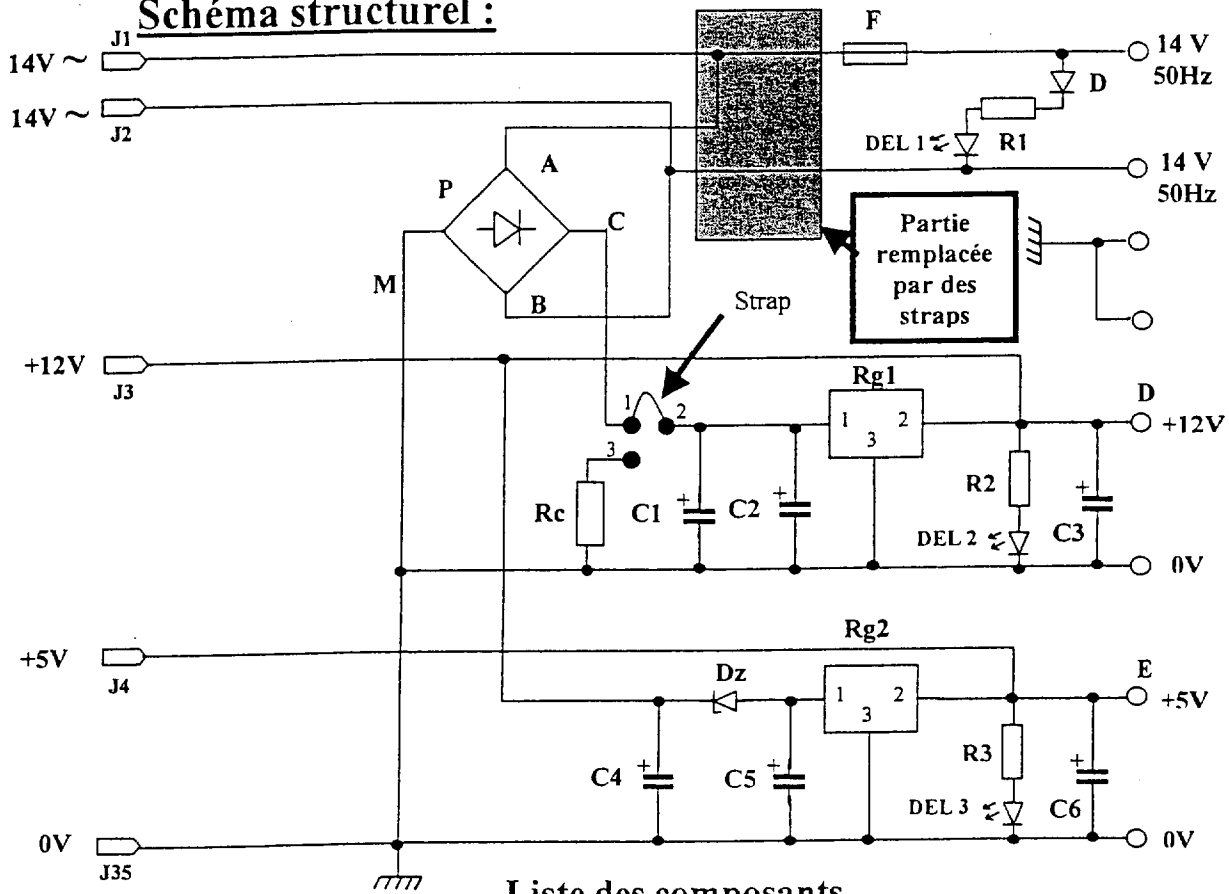 Schéma structurel :
J1
14V ~
J2
14V ~
F
14 V
50Hz
D
R1
DEL 1
14 V
50Hz
A
P
C
M
B
Partie
remplacée
par des
straps
Strap
+12V
J3
1
2
3
Rg1
1
2
3
D
+12V
Rc
+
C1
+
C2
R2
DEL 2
+
C3
0V
+5V
J4
Rg2
Dz
1
2
3
E
+5V
+
C4
+
C5
R3
DEL 3
+
C6
0V
J35
0V
Liste des composants